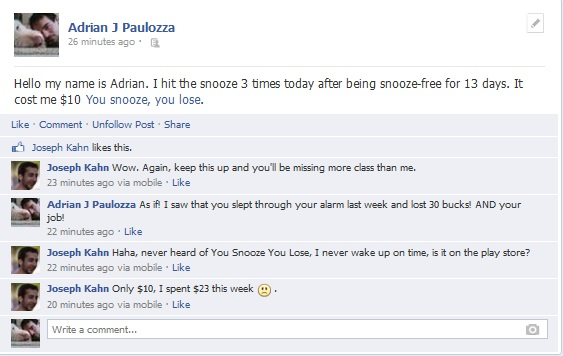 Adrian J Paulozza
26 minutes ago ·
Hello my name is Adrian. I hit the snooze 3 times today after being snooze-free for 13 days. It
cost me $10 You snooze, you lose.
Like · Comment · Unfollow Post · Share
Joseph Kahn likes this.
Joseph Kahn Wow. Again, keep this up and you'll be missing more class than me.
23 minutes ago via mobile · Like
Adrian J Paulozza As if! I saw that you slept through your alarm last week and lost 30 bucks! AND your
job!
22 minutes ago · Like
Joseph Kahn Haha, never heard of You Snooze You Lose, I never wake up on time, is it on the play store?
22 minutes ago via mobile · Like
Joseph Kahn Only $10, I spent $23 this week .
20 minutes ago via mobile · Like
Write a comment...